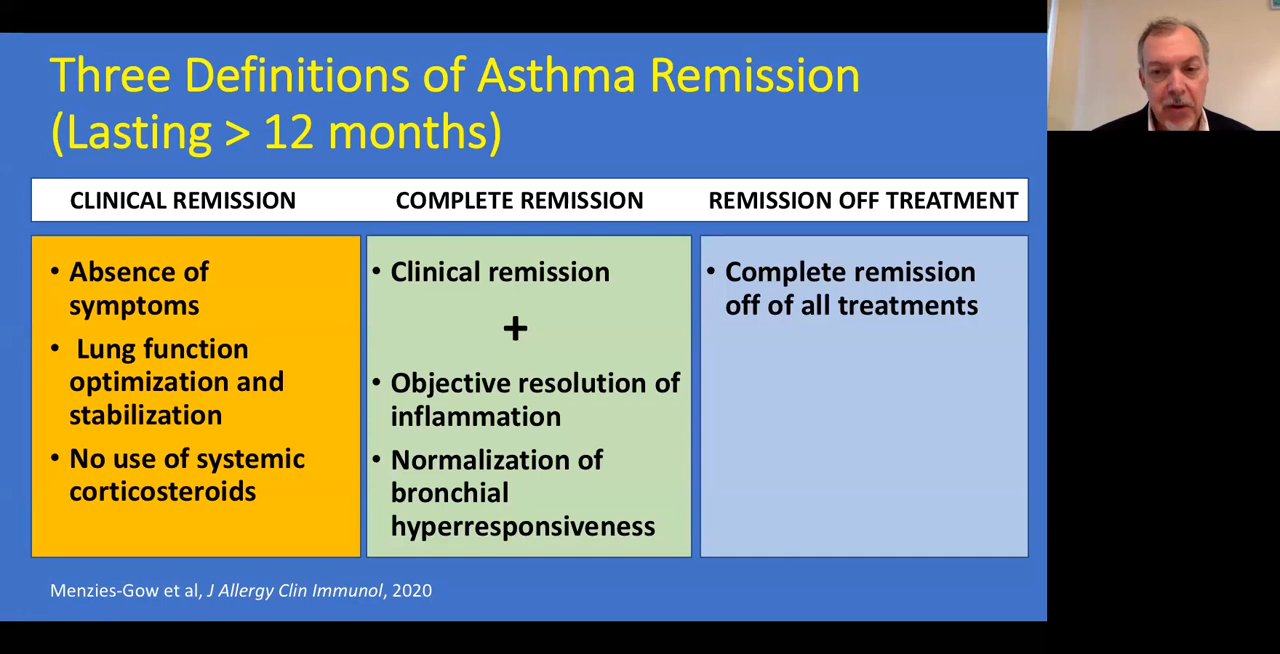 Three Definitions of Asthma Remission
(Lasting > 12 months)
CLINICAL REMISSION
COMPLETE REMISSION
REMISSION OFF TREATMENT
• Absence of
symptoms
• Lung function
optimization and
stabilization
• No use of systemic
corticosteroids
• Clinical remission
+
• Objective resolution of
inflammation
• Normalization of
bronchial
hyperresponsiveness
• Complete remission
off of all treatments
Menzies-Gow et al, J Allergy Clin Immunol, 2020